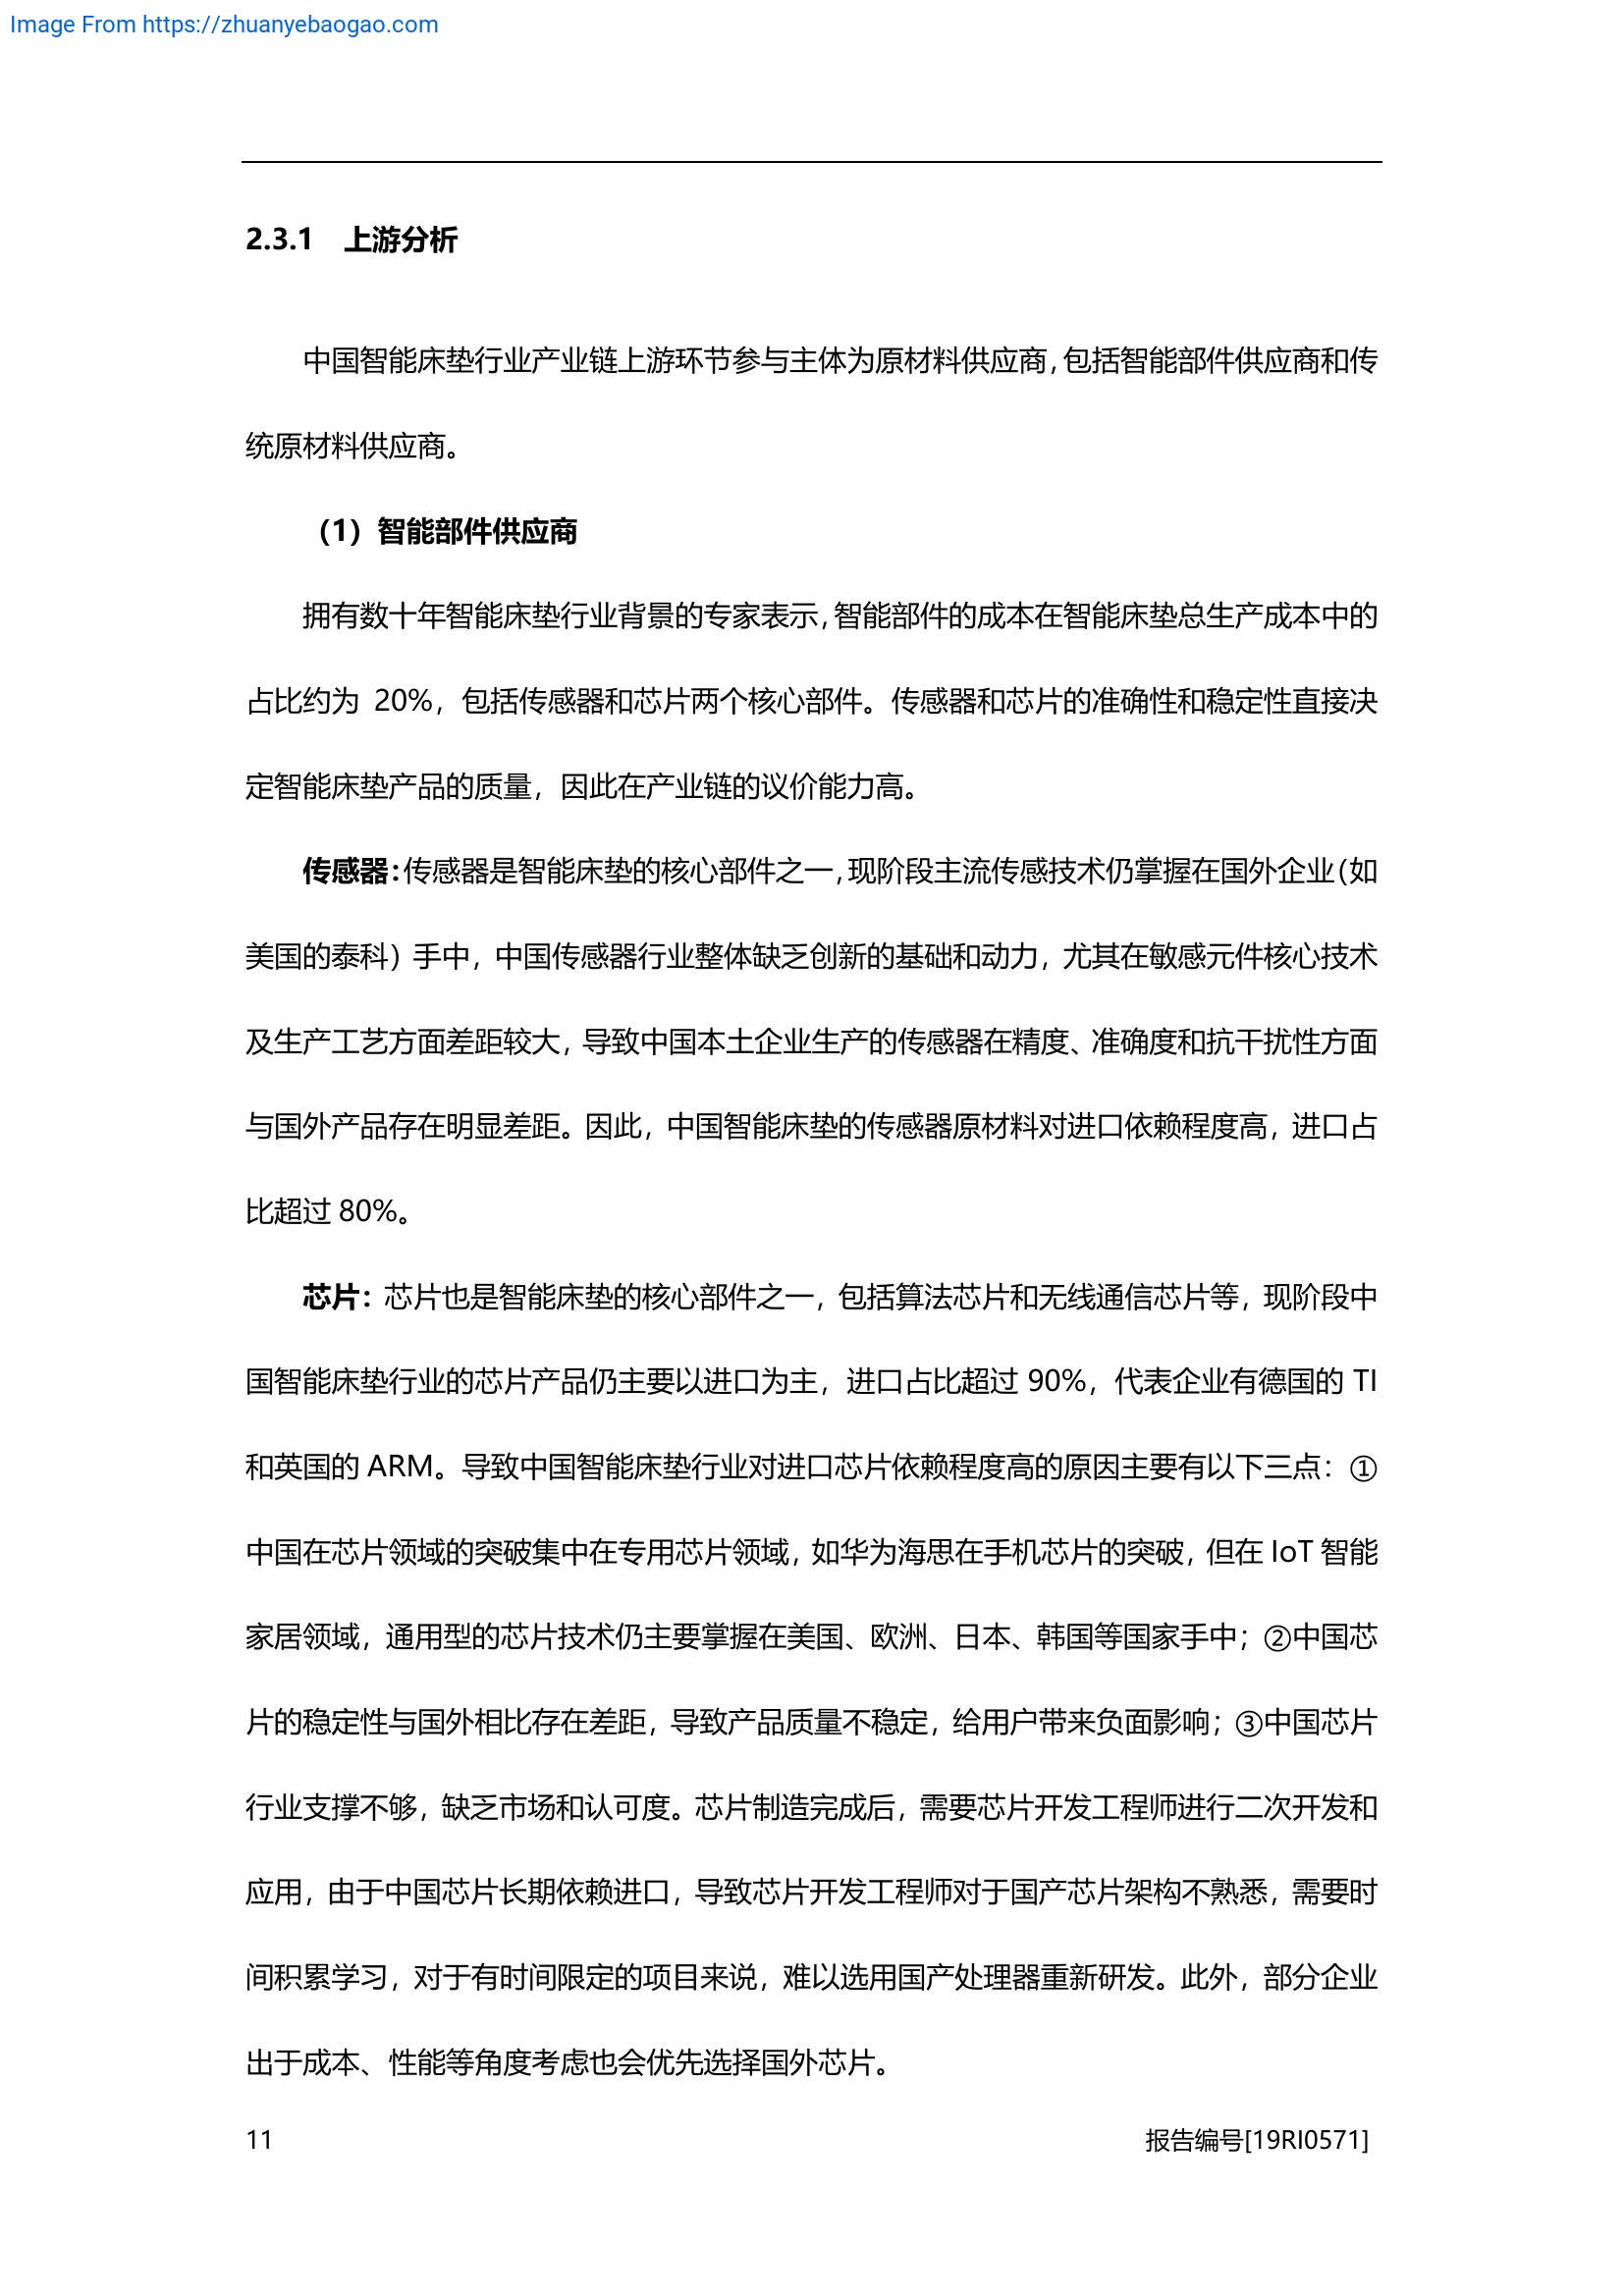 Image From https://zhuanyebaogao.com
2.3.1 上游分析
中国智能床垫行业产业链上游环节参与主体为原材料供应商，包括智能部件供应商和传
统原材料供应商。
（1）智能部件供应商
拥有数十年智能床垫行业背景的专家表示，智能部件的成本在智能床垫总生产成本中的
占比约为 20%，包括传感器和芯片两个核心部件。传感器和芯片的准确性和稳定性直接决
定智能床垫产品的质量，因此在产业链的议价能力高。
传感器：传感器是智能床垫的核心部件之一，现阶段主流传感技术仍掌握在国外企业（如
美国的泰科）手中，中国传感器行业整体缺乏创新的基础和动力，尤其在敏感元件核心技术
及生产工艺方面差距较大，导致中国本土企业生产的传感器在精度、准确度和抗干扰性方面
与国外产品存在明显差距。因此，中国智能床垫的传感器原材料对进口依赖程度高，进口占
比超过 80%。
芯片：芯片也是智能床垫的核心部件之一，包括算法芯片和无线通信芯片等，现阶段中
国智能床垫行业的芯片产品仍主要以进口为主，进口占比超过 90%，代表企业有德国的 TI
和英国的 ARM。导致中国智能床垫行业对进口芯片依赖程度高的原因主要有以下三点：①
中国在芯片领域的突破集中在专用芯片领域，如华为海思在手机芯片的突破，但在 IoT 智能
家居领域，通用型的芯片技术仍主要掌握在美国、欧洲、日本、韩国等国家手中；②中国芯
片的稳定性与国外相比存在差距，导致产品质量不稳定，给用户带来负面影响；③中国芯片
行业支撑不够，缺乏市场和认可度。芯片制造完成后，需要芯片开发工程师进行二次开发和
应用，由于中国芯片长期依赖进口，导致芯片开发工程师对于国产芯片架构不熟悉，需要时
间积累学习，对于有时间限定的项目来说，难以选用国产处理器重新研发。此外，部分企业
出于成本、性能等角度考虑也会优先选择国外芯片。
11 报告编号[19RI0571]